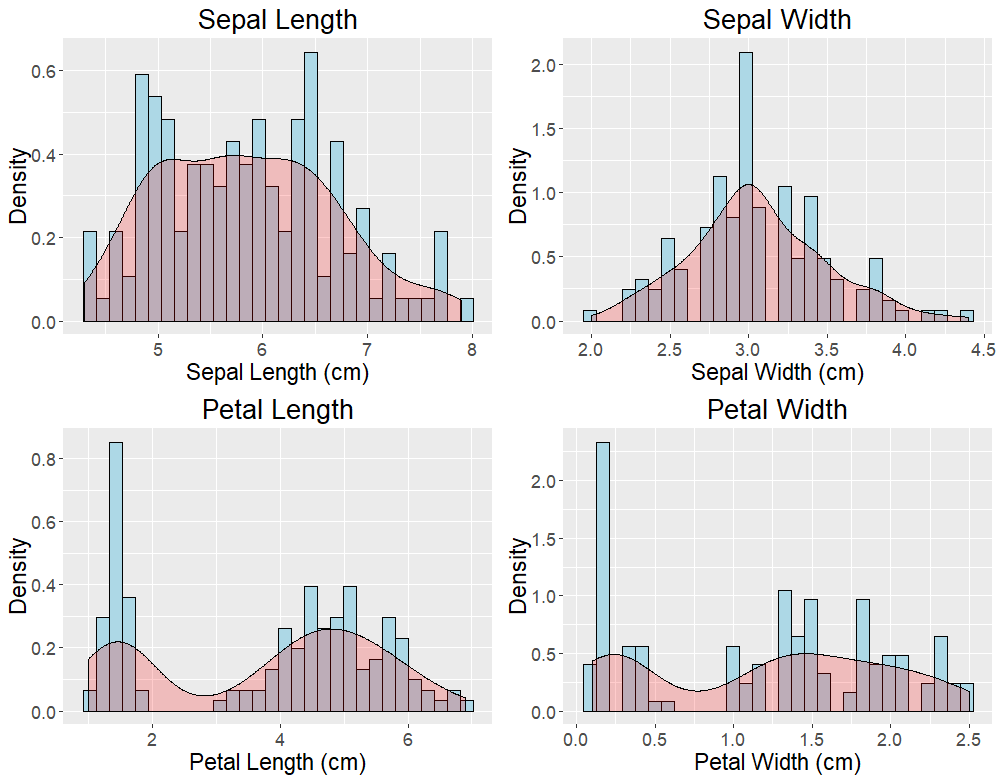 Sepal Length
Density
0.6
0.4
0.2
0.0
5 6 7 8
Sepal Length (cm)
Sepal Width
Density
2.0
1.5
1.0
0.5
0.0
2.0 2.5 3.0 3.5 4.0 4.5
Sepal Width (cm)
Petal Length
Density
0.8
0.6
0.4
0.2
0.0
2 4 6
Petal Length (cm)
Petal Width
Density
2.0
1.5
1.0
0.5
0.0
0.0 0.5 1.0 1.5 2.0 2.5
Petal Width (cm)